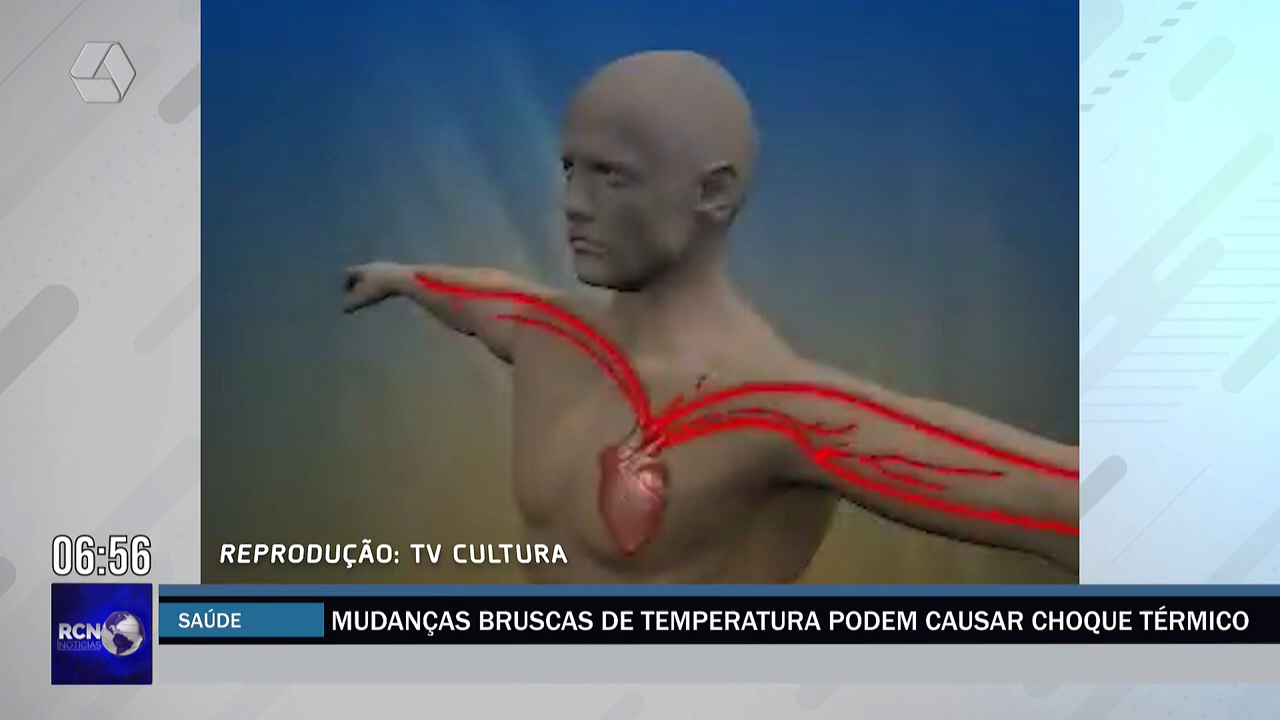 REPRODUÇÃO: TV CULTURA
06:56
RCN
NOTÍCIAS
SAÚDE
MUDANÇAS BRUSCAS DE TEMPERATURA PODEM CAUSAR CHOQUE TÉRMICO